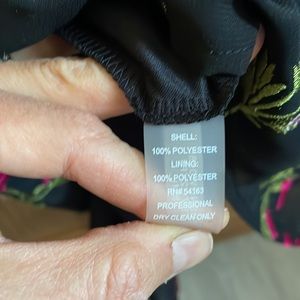 SHELL:
100% POLYESTER
LINING:
100% POLYESTER
RN# 54163
PROFESSIONAL
DRY CLEAN ONLY